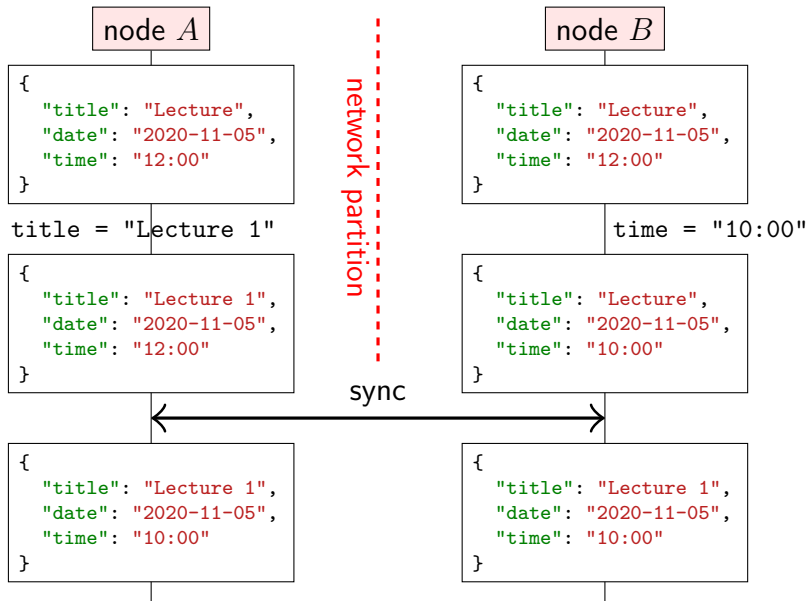 node A
{
"title": "Lecture",
"date": "2020-11-05",
"time": "12:00"
}
title = "Lecture 1"
{
"title": "Lecture 1",
"date": "2020-11-05",
"time": "12:00"
}
network partition
node B
{
"title": "Lecture",
"date": "2020-11-05",
"time": "12:00"
}
time = "10:00"
{
"title": "Lecture",
"date": "2020-11-05",
"time": "10:00"
}
sync
{
"title": "Lecture 1",
"date": "2020-11-05",
"time": "10:00"
}
{
"title": "Lecture 1",
"date": "2020-11-05",
"time": "10:00"
}